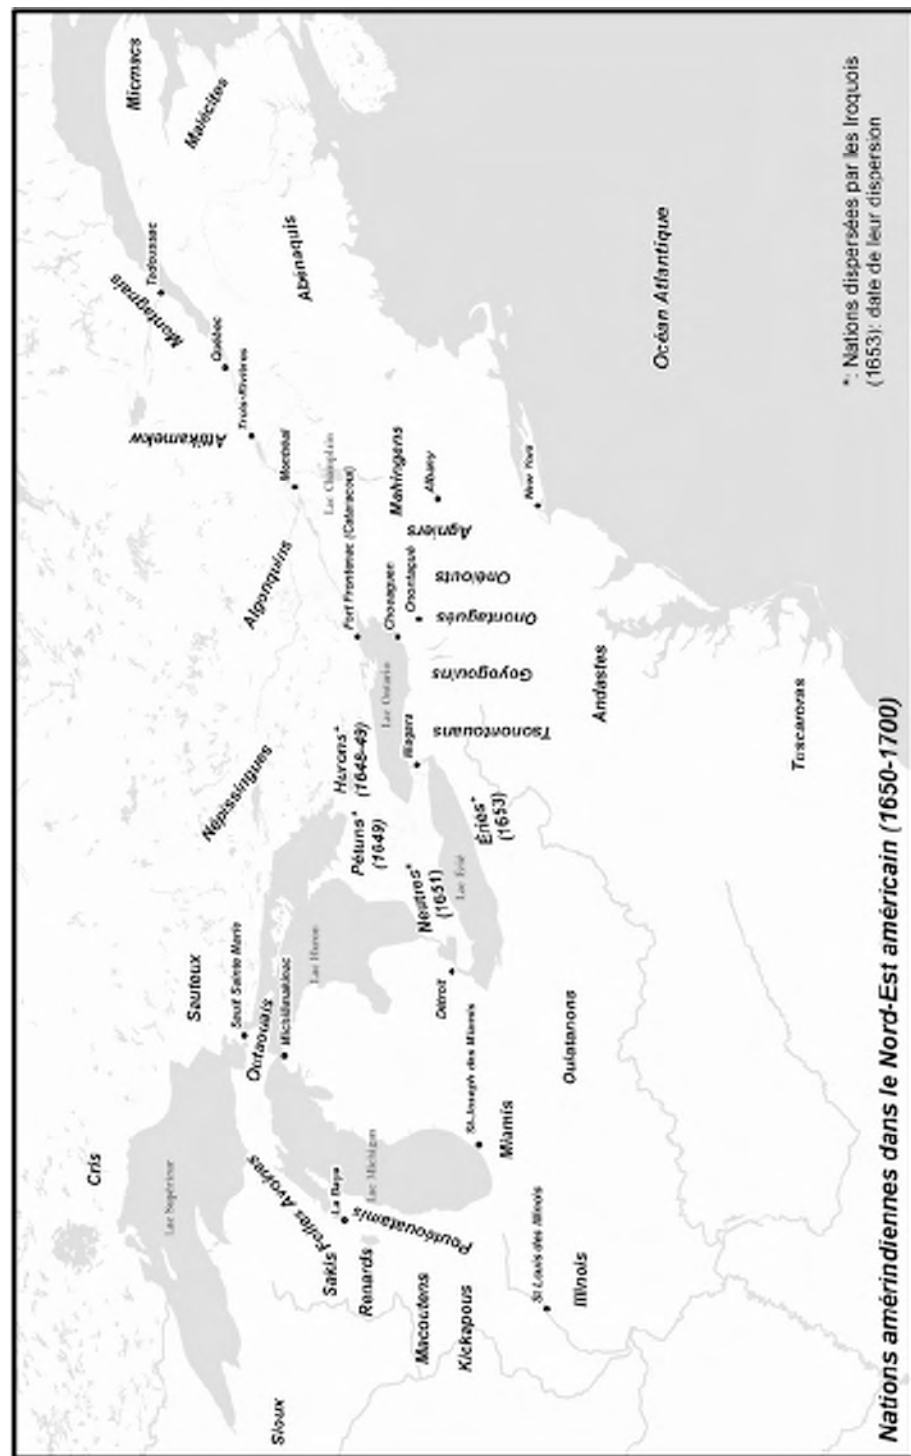 Nations amérindiennes dans le Nord-Est américain (1650-1700)
*: Nations dispersées par les Iroquois
(1653): date de leur dispersion
Océan Atlantique
Micmacs
Malécites
Abénaquis
Montagnais
Tadoussac
Québec
Attikamekw
Trois-Rivières
Montréal
Algonquins
Lac Champlain
Fort Frontenac (Cataracoui)
Mahingans
Albany
New York
Agniers
Onéiouts
Onontagués
Onontagué
Chouaguen
Goyogouins
Tsonontouans
Lac Ontario
Niagara
Andastes
Tuscaroras
Népissingues
Hurons*
(1648-49)
Pétuns*
(1649)
Neutres*
(1651)
Ériés*
(1653)
Lac Érié
Lac Huron
Détroit
Sauteux
Sault Sainte Marie
Outaouais
Michilimakinac
Cris
Lac Supérieur
Lac Michigan
Folles Avoines
La Baye
Poutéouatamis
Sakis
Renards
Macoutens
Kickapous
St-Joseph des Miamis
Miamis
Ouiatanons
St Louis des Illinois
Illinois
Sioux